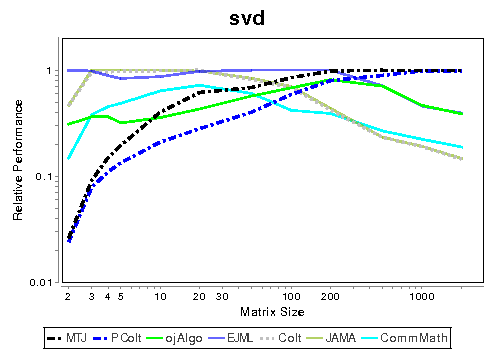 svd
Relative Performance
1
0.1
0.01
2 3 4 5 10 20 30 100 200 1000
Matrix Size
MTJ PColt ojAlgo EJML Colt JAMA CommMath